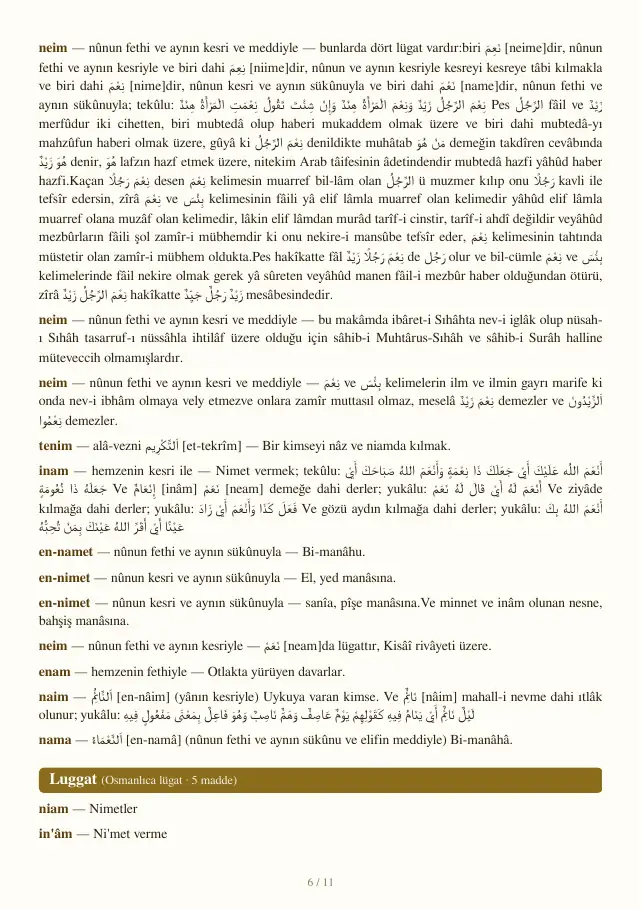 neim — nûnun fethi ve aynın kesri ve meddiyle — bunlarda dört lügat vardır:biri نَعِمَ [neime]dir, nûnun
fethi ve aynın kesriyle ve biri dahi نِعِمَ [niime]dir, nûnun ve aynın kesriyle kesreyi kesreye tâbi kılmakla
ve biri dahi نِعْمَ [nime]dir, nûnun kesri ve aynın sükûnuyla ve biri dahi نَعْمَ [name]dir, nûnun fethi ve
aynın sükûnuyla; tekûlu: نِعْمَ الرَّجُلُ زَيْدٌ وَنِعْمَ الْمَرْأَةُ هِنْدٌ وَإِنْ شِئْتَ تَقُولُ نِعْمَتِ الْمَرْأَةُ هِنْدٌ Pes الرَّجُلُ fâil ve زَيْدٌ
merfûdur iki cihetten, biri mubtedâ olup haberi mukaddem olmak üzere ve biri dahi mubtedâ-yı
mahzûfun haberi olmak üzere, gûyâ ki نِعْمَ الرَّجُلُ denildikte muhâtab مَنْ هُوَ demeğin takdîren cevâbında
هُوَ زَيْدٌ denir, هُوَ lafzın hazf etmek üzere, nitekim Arab tâifesinin âdetindendir mubtedâ hazfi yâhûd haber
hazfi.Kaçan نِعْمَ رَجُلًا desen نِعْمَ kelimesin muarref bil-lâm olan الرَّجُلُ ü muzmer kılıp onu رَجُلًا kavli ile
tefsîr edersin, zîrâ نِعْمَ ve بِئْسَ kelimesinin fâili yâ elif lâmla muarref olan kelimedir yâhûd elif lâmla
muarref olana muzâf olan kelimedir, lâkin elif lâmdan murâd tarîf-i cinstir, tarîf-i ahdî değildir veyâhûd
mezbûrların fâili şol zamîr-i mübhemdir ki onu nekire-i mansûbe tefsîr eder, نِعْمَ kelimesinin tahtında
müstetir olan zamîr-i mübhem oldukta.Pes hakîkatte fâl نِعْمَ رَجُلًا زَيْدٌ de رَجُل olur ve bil-cümle نِعْمَ ve بِئْسَ
kelimelerinde fâil nekire olmak gerek yâ sûreten veyâhûd manen fâil-i mezbûr haber olduğundan ötürü,
zîrâ نِعْمَ الرَّجُلُ زَيْدٌ hakîkatte زَيْدٌ رَجُلٌ جَيِّدٌ mesâbesindedir.
neim — nûnun fethi ve aynın kesri ve meddiyle — bu makâmda ibâret-i Sıhâhta nev-i iglâk olup nüsah-
ı Sıhâh tasarruf-ı nüssâhla ihtilâf üzere olduğu için sâhib-i Muhtârus-Sıhâh ve sâhib-i Surâh halline
müteveccih olmamışlardır.
neim — nûnun fethi ve aynın kesri ve meddiyle — نِعْمَ ve بِئْسَ kelimelerin ilm ve ilmin gayrı marife ki
onda nev-i ibhâm olmaya vely etmezve onlara zamîr muttasıl olmaz, meselâ نِعْمَ زَيْدٌ demezler ve اَلزَّيْدُونَ
نِعْمُوا demezler.
tenim — alâ-vezni اَلتَّكْرِيمِ [et-tekrîm] — Bir kimseyi nâz ve niamda kılmak.
inam — hemzenin kesri ile — Nimet vermek; tekûlu: أَنْعَمَ اللَّه عَلَيْكَ أَيْ جَعَلَكَ ذَا نِعْمَةٍ وَأَنْعَمَ اللهُ صَبَاحَكَ أَيْ
جَعَلَهُ ذَا نُعُومَةٍ Ve إِنْعَامٌ [inâm] نَعَمْ [neam] demeğe dahi derler; yukâlu: أَنْعَمَ لَهُ أَيْ قَالَ لَهُ نَعَمْ Ve ziyâde
kılmağa dahi derler; yukâlu: فَعَلَ كَذَا وَأَنْعَمَ أَيْ زَادَ Ve gözü aydın kılmağa dahi derler; yukâlu: أَنْعَمَ اللهُ بِكَ
عَيْنًا أَيْ أَقَرَّ اللهُ عَيْنَكَ بِمَنْ تُحِبُّهُ
en-namet — nûnun fethi ve aynın sükûnuyla — Bi-manâhu.
en-nimet — nûnun kesri ve aynın sükûnuyla — El, yed manâsına.
en-nimet — nûnun kesri ve aynın sükûnuyla — sanîa, pîşe manâsına.Ve minnet ve inâm olunan nesne,
bahşiş manâsına.
neim — nûnun fethi ve aynın kesriyle — نَعَمْ [neam]da lügattır, Kisâî rivâyeti üzere.
enam — hemzenin fethiyle — Otlakta yürüyen davarlar.
naim — اَلنَّائِمُ [en-nâim] (yânın kesriyle) Uykuya varan kimse. Ve نَائِمٌ [nâim] mahall-i nevme dahi ıtlâk
olunur; yukâlu: لَيْلٌ نَائِمٌ أَيْ يَنَامُ فِيهِ كَقَوْلِهِمْ يَوْمٌ عَاصِفٌ وَهَمٌّ نَاصِبٌ وَهُوَ فَاعِلٌ بِمَعْنَى مَفْعُولٍ فِيهِ
nama — اَلنَّعْمَاءُ [en-namâ] (nûnun fethi ve aynın sükûnu ve elifin meddiyle) Bi-manâhâ.
Luggat (Osmanlıca lügat · 5 madde)
niam — Nimetler
in'âm — Ni'met verme
6 / 11